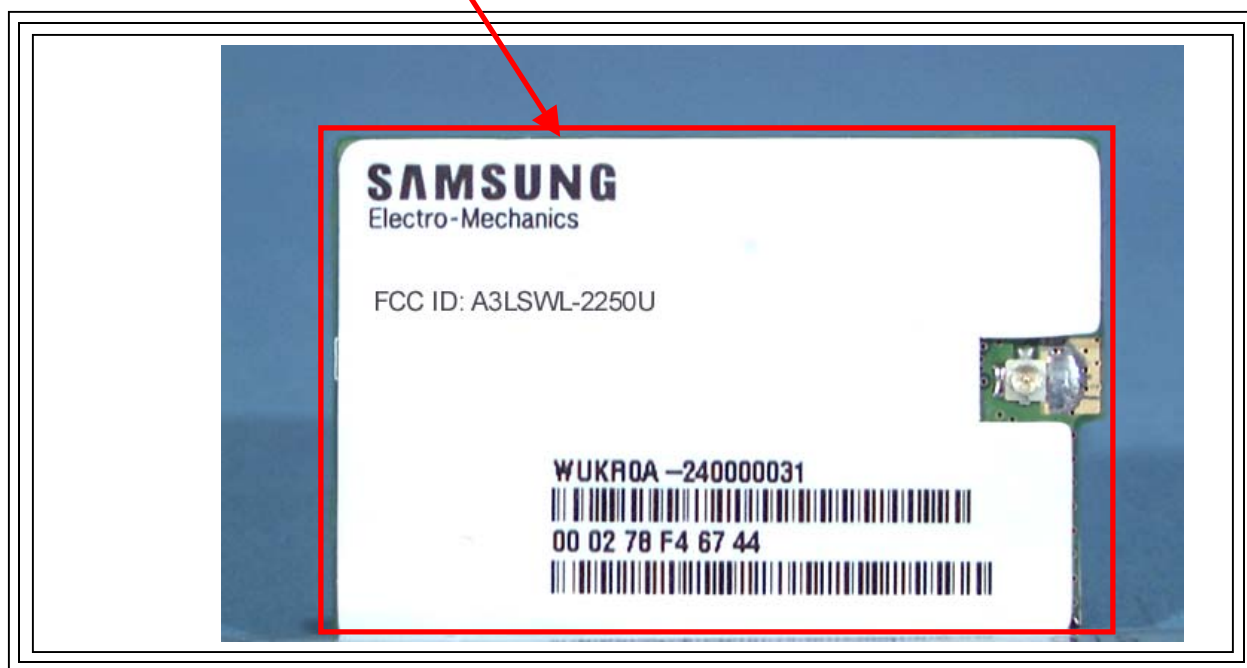 SAMSUNG
Electro-Mechanics
FCC ID: A3LSWL-2250U
WUKR0A -240000031
00 02 78 F4 67 44